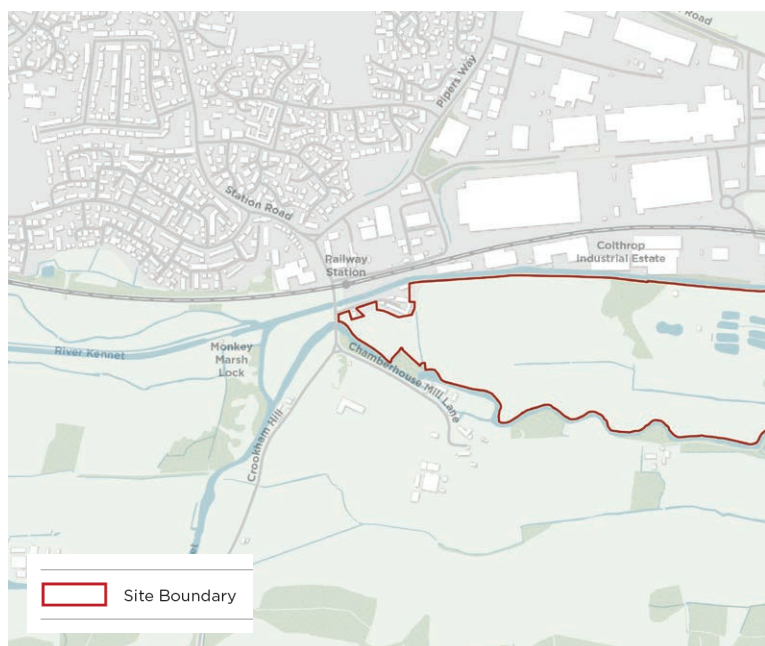 Road
Pipers Way
Station Road
Railway
Station
Colthrop
Industrial Estate
River Kennet
Monkey
Marsh
Lock
Chamberhouse Mill Lane
Crookham Hill
Site Boundary